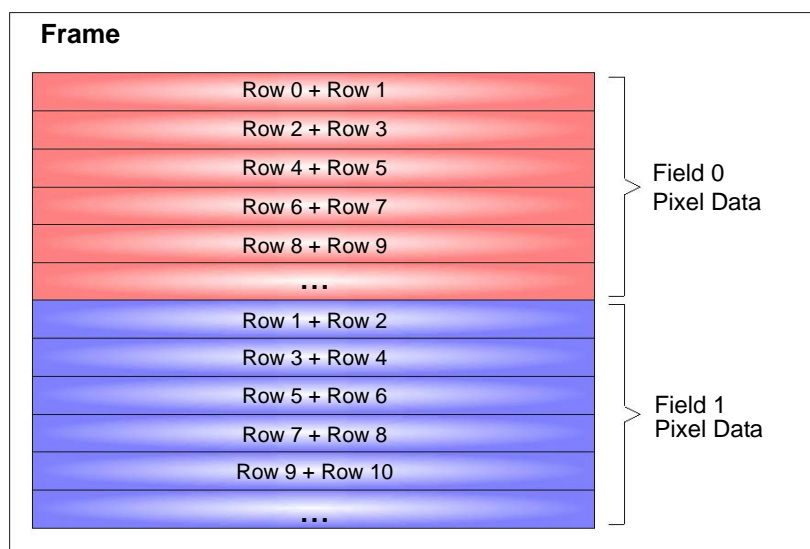 Frame
Row 0 + Row 1
Row 2 + Row 3
Row 4 + Row 5
Row 6 + Row 7
Row 8 + Row 9
...
Field 0
Pixel Data
Row 1 + Row 2
Row 3 + Row 4
Row 5 + Row 6
Row 7 + Row 8
Row 9 + Row 10
...
Field 1
Pixel Data